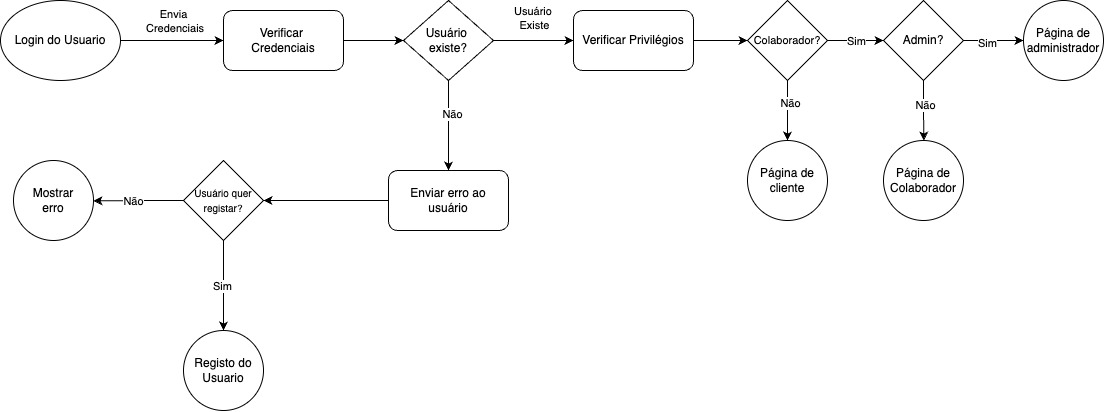 Login do Usuario
Envia
Credenciais
Verificar
Credenciais
Usuário
existe?
Usuário
Existe
Verificar Privilégios
Colaborador?
Sim
Admin?
Sim
Página de
administrador
Não
Não
Não
Página de
cliente
Página de
Colaborador
Mostrar
erro
Não
Usuário quer
registar?
Enviar erro ao
usuário
Sim
Registo do
Usuario